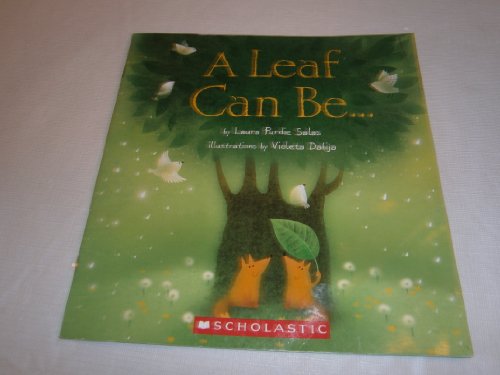 A Leaf
Can Be...
by Laura Purdie Salas
illustrations by Violeta Dabija
SCHOLASTIC